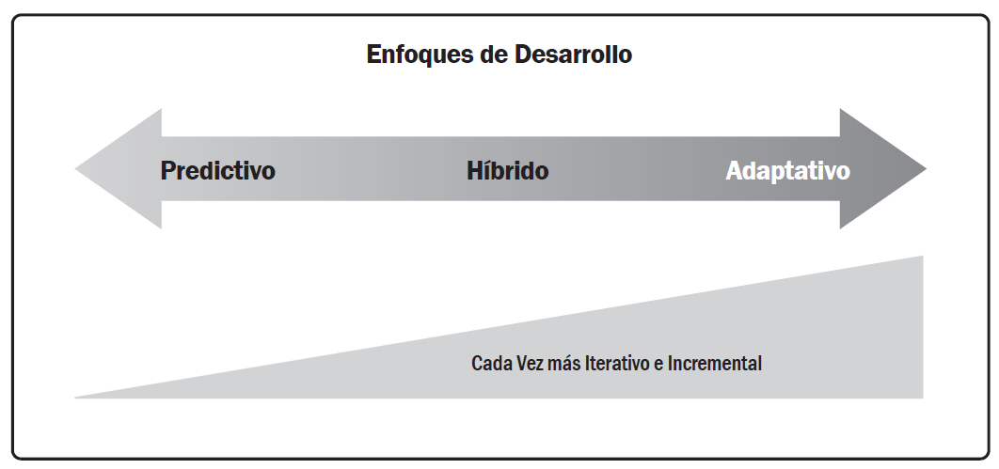 Enfoques de Desarrollo
Predictivo
Híbrido
Adaptativo
Cada Vez más Iterativo e Incremental